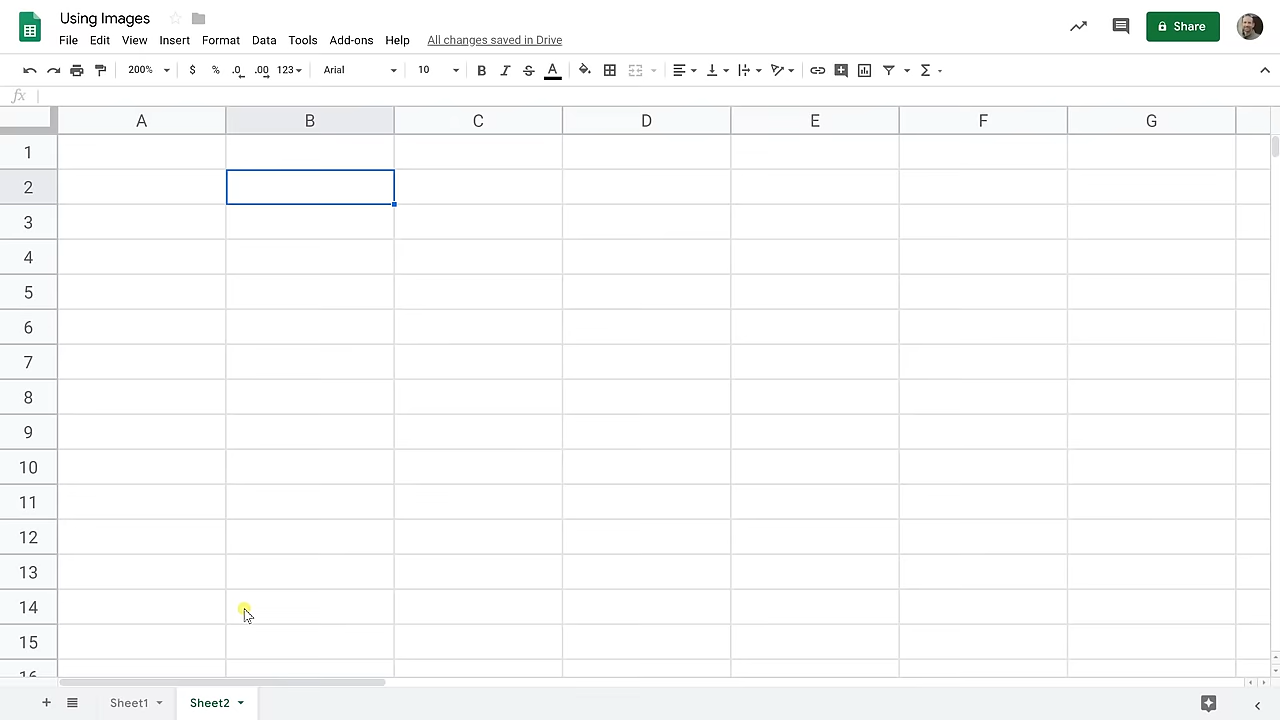 Using Images
File Edit View Insert Format Data Tools Add-ons Help All changes saved in Drive
Share
200% $ % .0 .00 123 Arial 10 B I S A Σ
fx
A B C D E F G
1
2
3
4
5
6
7
8
9
10
11
12
13
14
15
16
+ Sheet1 Sheet2